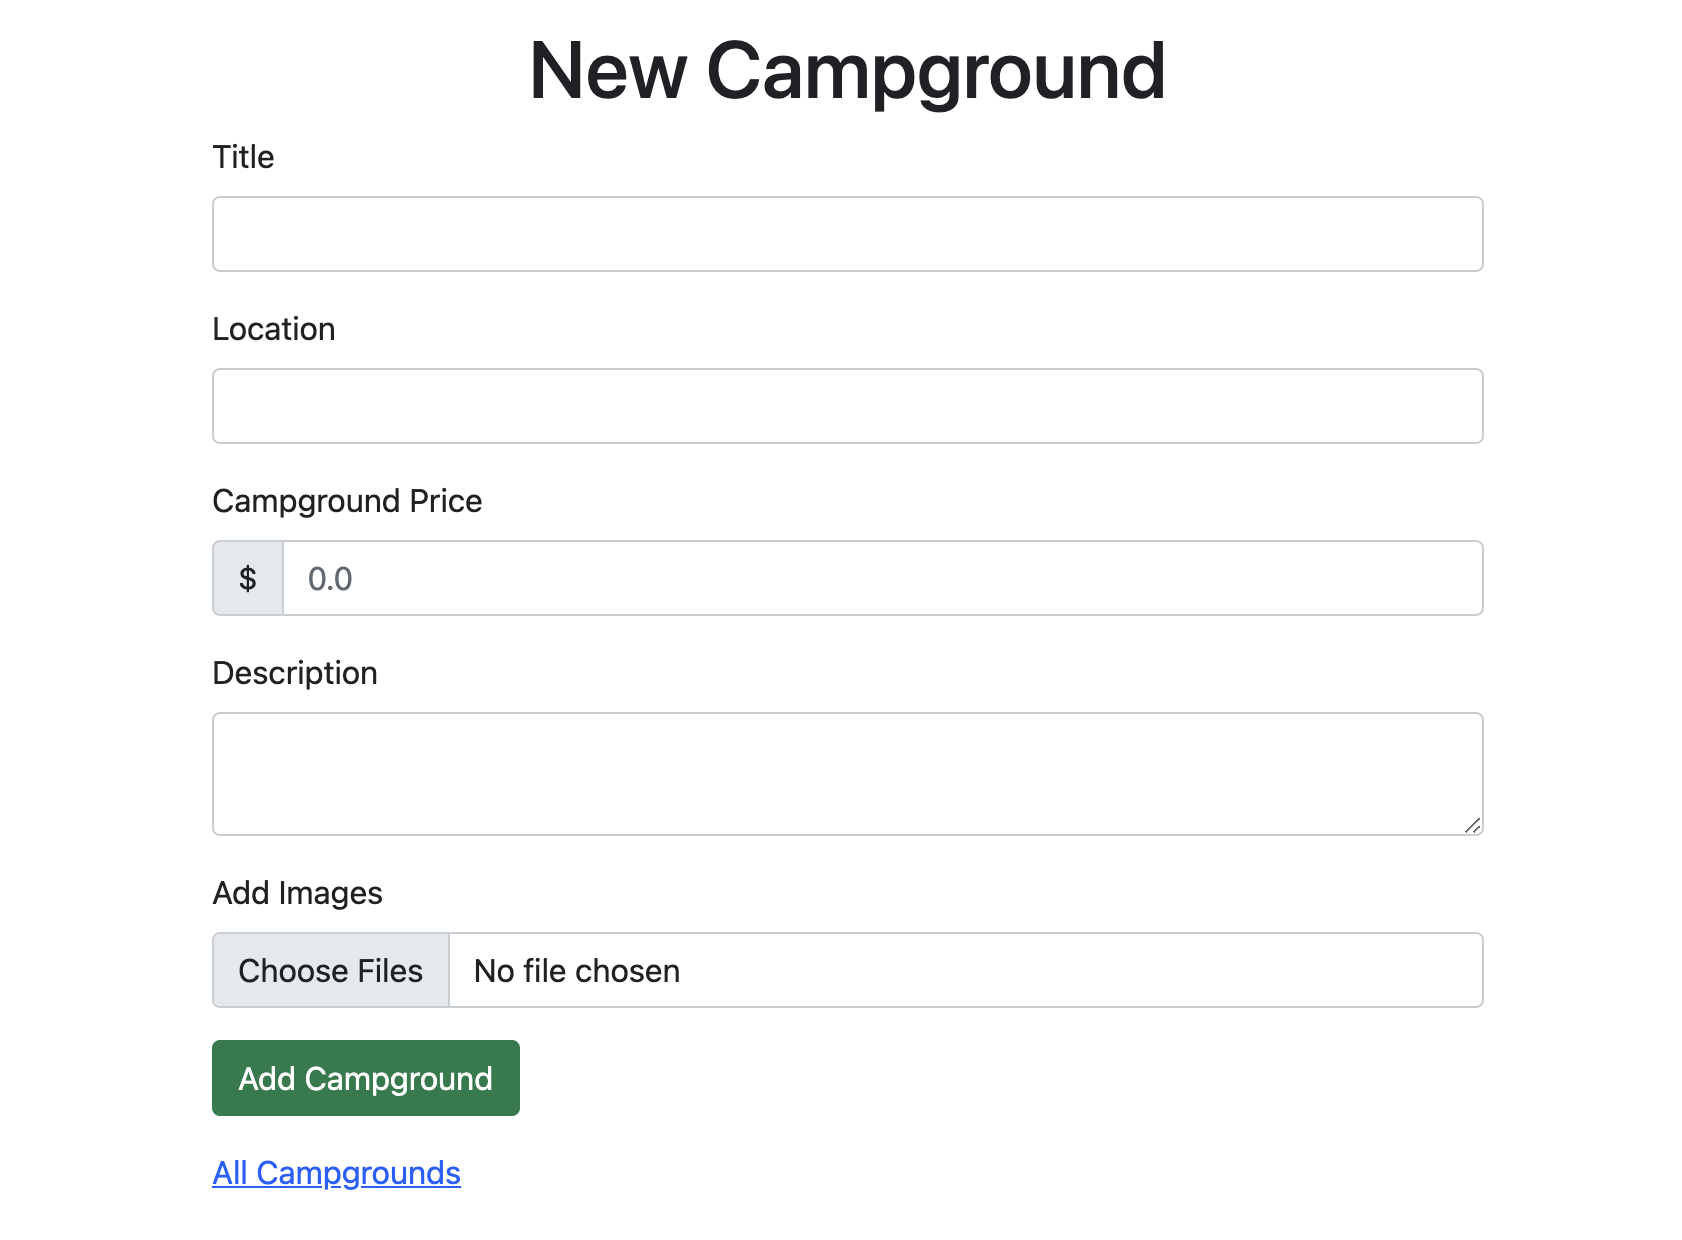 New Campground
Title
Location
Campground Price
$ 0.0
Description
Add Images
Choose Files No file chosen
Add Campground
All Campgrounds